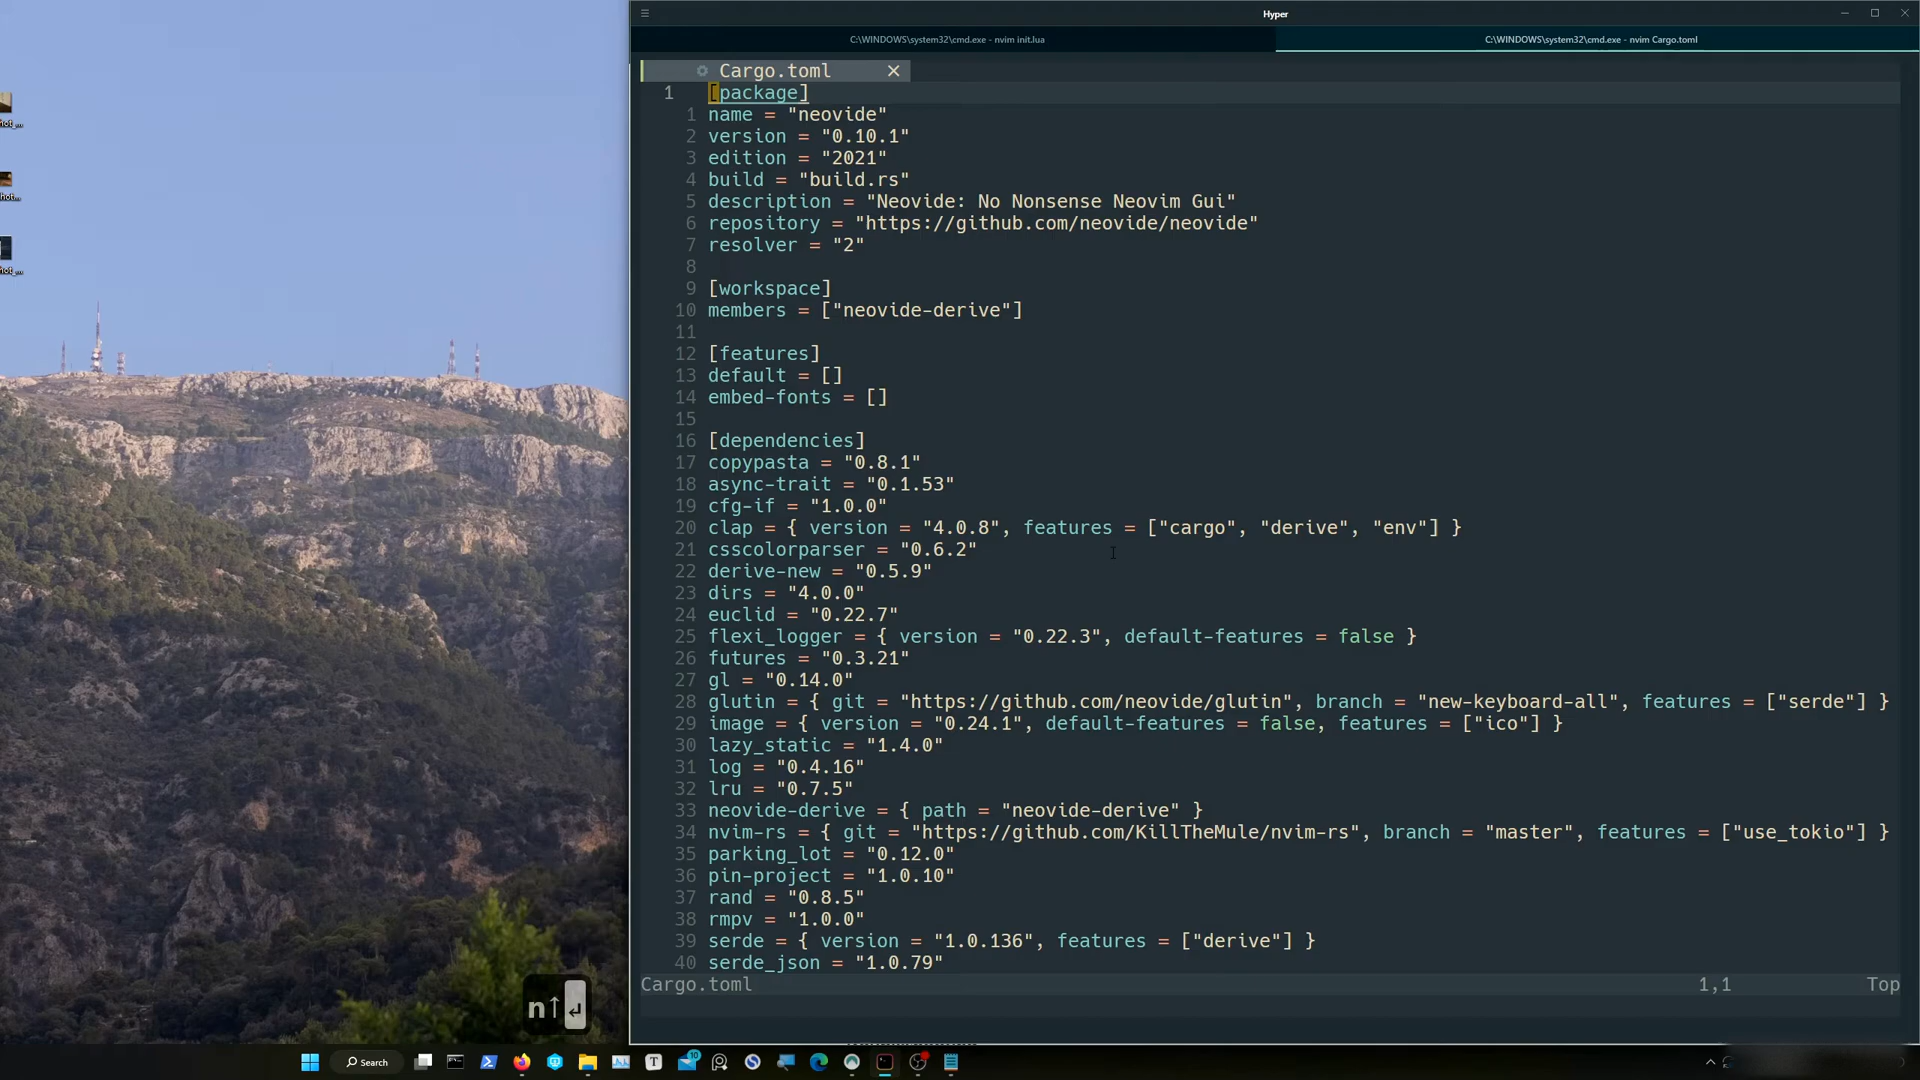 Hyper
C:\WINDOWS\system32\cmd.exe - nvim init.lua
C:\WINDOWS\system32\cmd.exe - nvim Cargo.toml
Cargo.toml
1 [package]
1 name = "neovide"
2 version = "0.10.1"
3 edition = "2021"
4 build = "build.rs"
5 description = "Neovide: No Nonsense Neovim Gui"
6 repository = "https://github.com/neovide/neovide"
7 resolver = "2"
8
9 [workspace]
10 members = ["neovide-derive"]
11
12 [features]
13 default = []
14 embed-fonts = []
15
16 [dependencies]
17 copypasta = "0.8.1"
18 async-trait = "0.1.53"
19 cfg-if = "1.0.0"
20 clap = { version = "4.0.8", features = ["cargo", "derive", "env"] }
21 csscolorparser = "0.6.2"
22 derive-new = "0.5.9"
23 dirs = "4.0.0"
24 euclid = "0.22.7"
25 flexi_logger = { version = "0.22.3", default-features = false }
26 futures = "0.3.21"
27 gl = "0.14.0"
28 glutin = { git = "https://github.com/neovide/glutin", branch = "new-keyboard-all", features = ["serde"] }
29 image = { version = "0.24.1", default-features = false, features = ["ico"] }
30 lazy_static = "1.4.0"
31 log = "0.4.16"
32 lru = "0.7.5"
33 neovide-derive = { path = "neovide-derive" }
34 nvim-rs = { git = "https://github.com/KillTheMule/nvim-rs", branch = "master", features = ["use_tokio"] }
35 parking_lot = "0.12.0"
36 pin-project = "1.0.10"
37 rand = "0.8.5"
38 rmpv = "1.0.0"
39 serde = { version = "1.0.136", features = ["derive"] }
40 serde_json = "1.0.79"
Cargo.toml 1,1 Top
n↑↵
Search
10